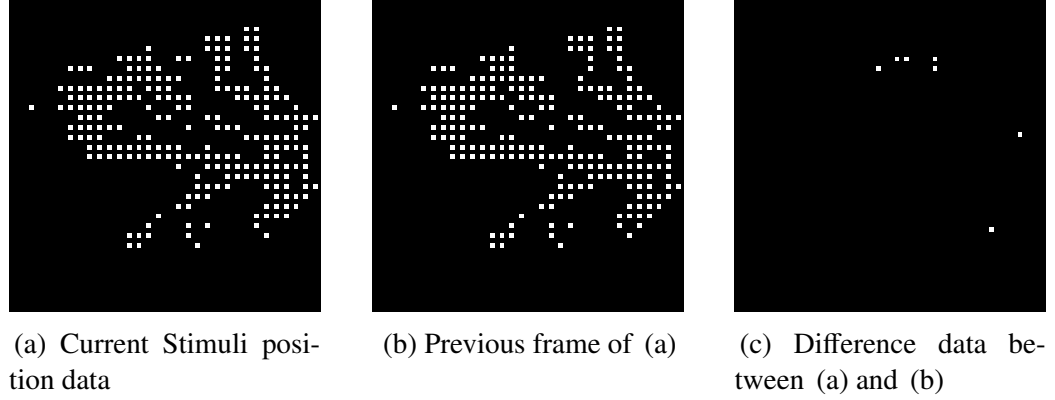 (a) Current Stimuli posi-
tion data
(b) Previous frame of (a)
(c) Difference data be-
tween (a) and (b)